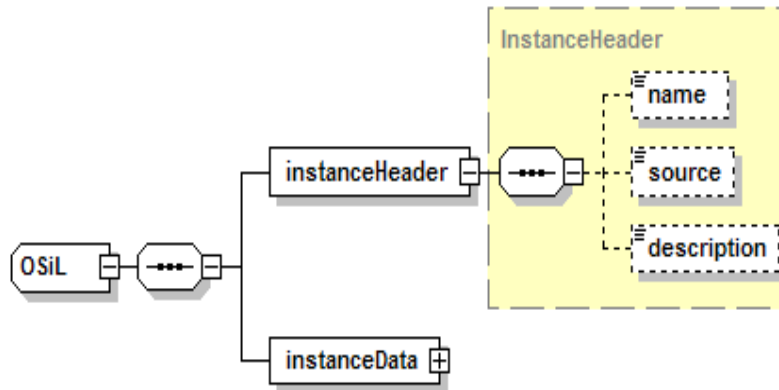 InstanceHeader
name
instanceHeader
source
description
OSiL
instanceData